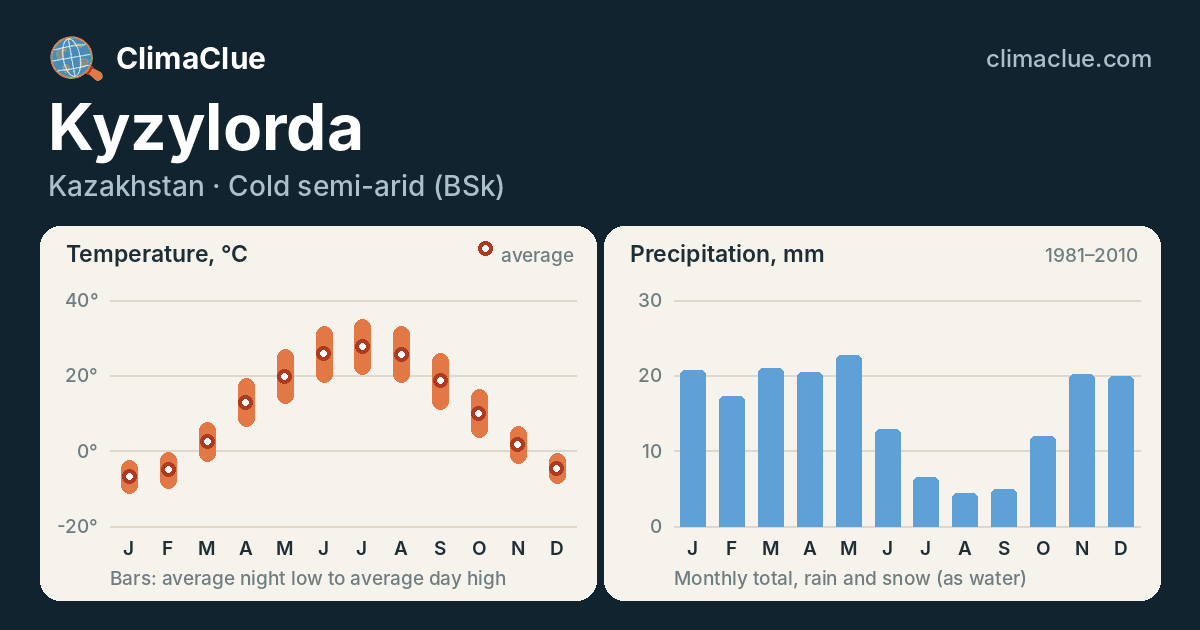 ClimaClue
climaclue.com
Kyzylorda
Kazakhstan · Cold semi-arid (BSk)
Temperature, °C
average
40°
20°
0°
-20°
J F M A M J J A S O N D
Bars: average night low to average day high
Precipitation, mm
1981–2010
30
20
10
0
J F M A M J J A S O N D
Monthly total, rain and snow (as water)